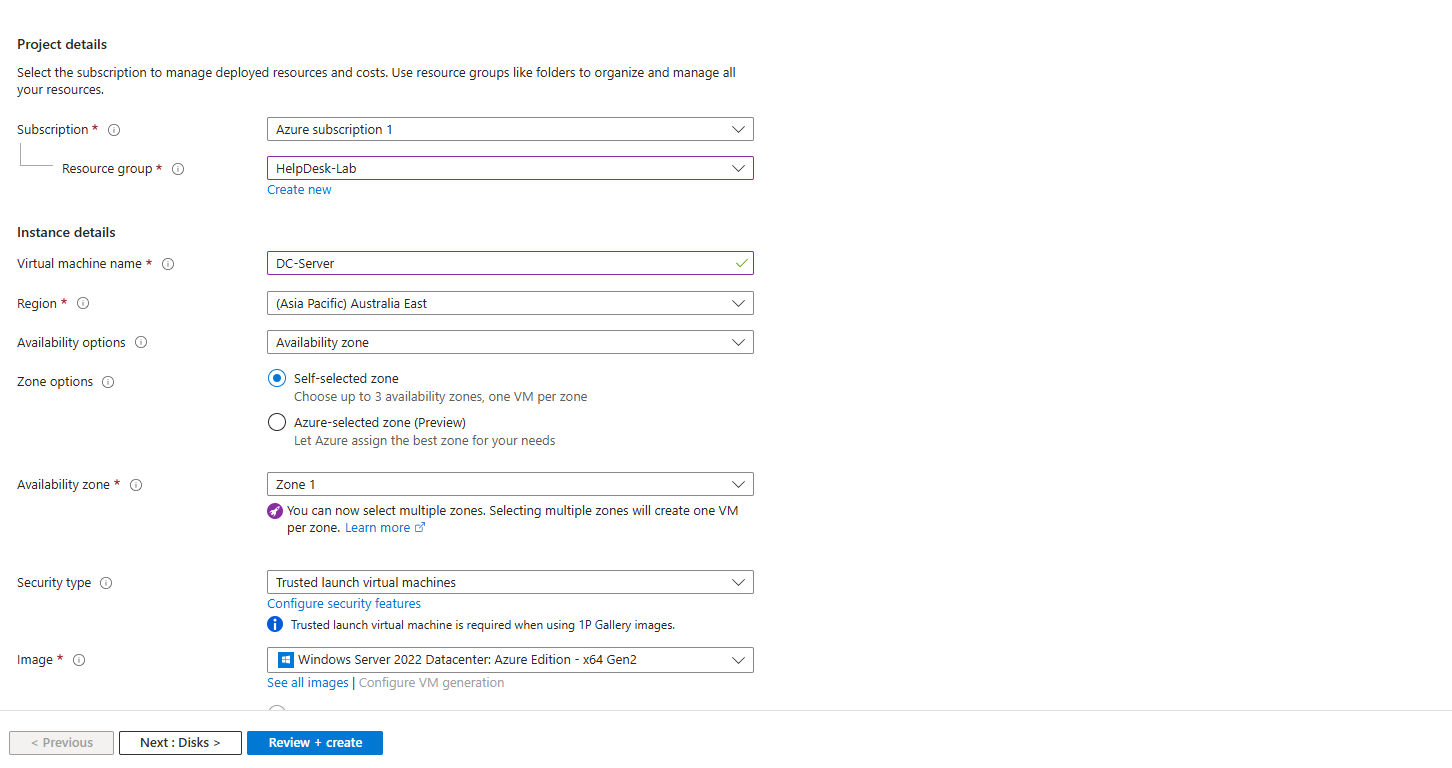 Project details
Select the subscription to manage deployed resources and costs. Use resource groups like folders to organize and manage all
your resources.
Subscription *
Azure subscription 1
Resource group *
HelpDesk-Lab
Create new
Instance details
Virtual machine name *
DC-Server
Region *
(Asia Pacific) Australia East
Availability options
Availability zone
Zone options
Self-selected zone
Choose up to 3 availability zones, one VM per zone
Azure-selected zone (Preview)
Let Azure assign the best zone for your needs
Availability zone *
Zone 1
You can now select multiple zones. Selecting multiple zones will create one VM
per zone. Learn more
Security type
Trusted launch virtual machines
Configure security features
Trusted launch virtual machine is required when using 1P Gallery images.
Image *
Windows Server 2022 Datacenter: Azure Edition - x64 Gen2
See all images | Configure VM generation
< Previous
Next : Disks >
Review + create